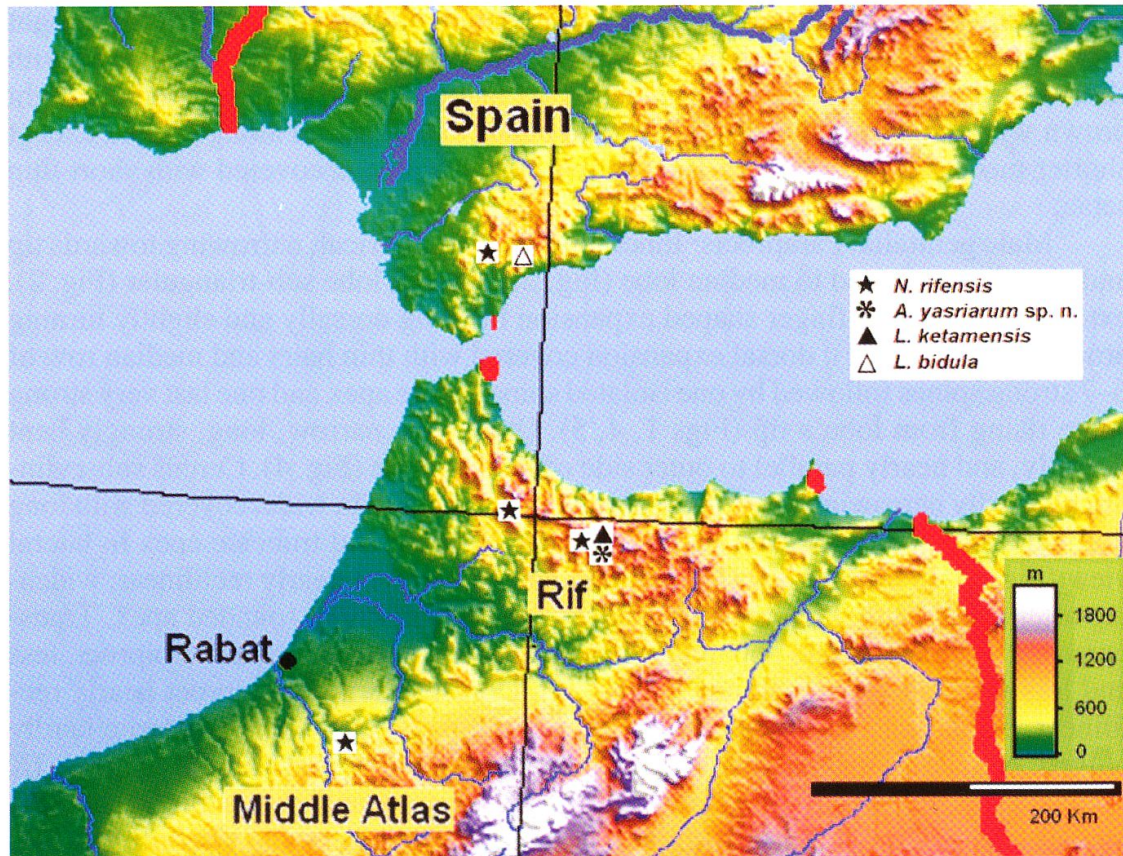 Spain
N. rifensis
A. yasriarum sp. n.
L. ketamensis
L. bidula
Rif
Rabat
Middle Atlas
m
1800
1200
600
0
200 Km